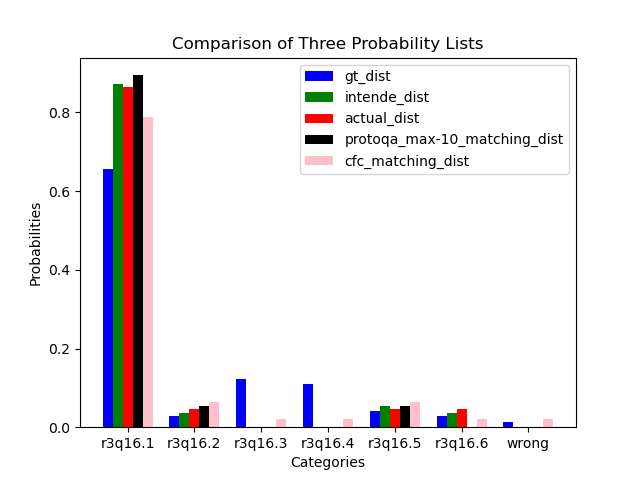 Comparison of Three Probability Lists
gt_dist
intende_dist
actual_dist
protoqa_max-10_matching_dist
cfc_matching_dist
Probabilities
0.8
0.6
0.4
0.2
0.0
r3q16.1 r3q16.2 r3q16.3 r3q16.4 r3q16.5 r3q16.6 wrong
Categories